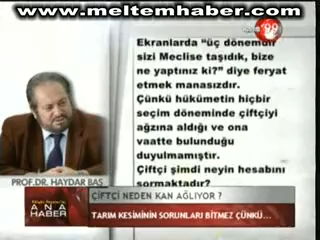 www.meltemhaber.com
Ekranlarda “üç dönemdir
sizi Meclise taşıdık, bize
ne yaptınız ki?” diye feryat
etmek manasızdır.
Çünkü hükümetin hiçbir
seçim döneminde çiftçiyi
ağzına aldığı ve ona
vaatte bulunduğu
duyulmamıştır.
Çiftçi şimdi neyin hesabını
sormaktadır?
PROF.DR. HAYDAR BAŞ
ANA
HABER
ÇİFTÇİ NEDEN KAN AĞLIYOR ?
TARIM KESİMİNİN SORUNLARI BİTMEZ ÇÜNKÜ...